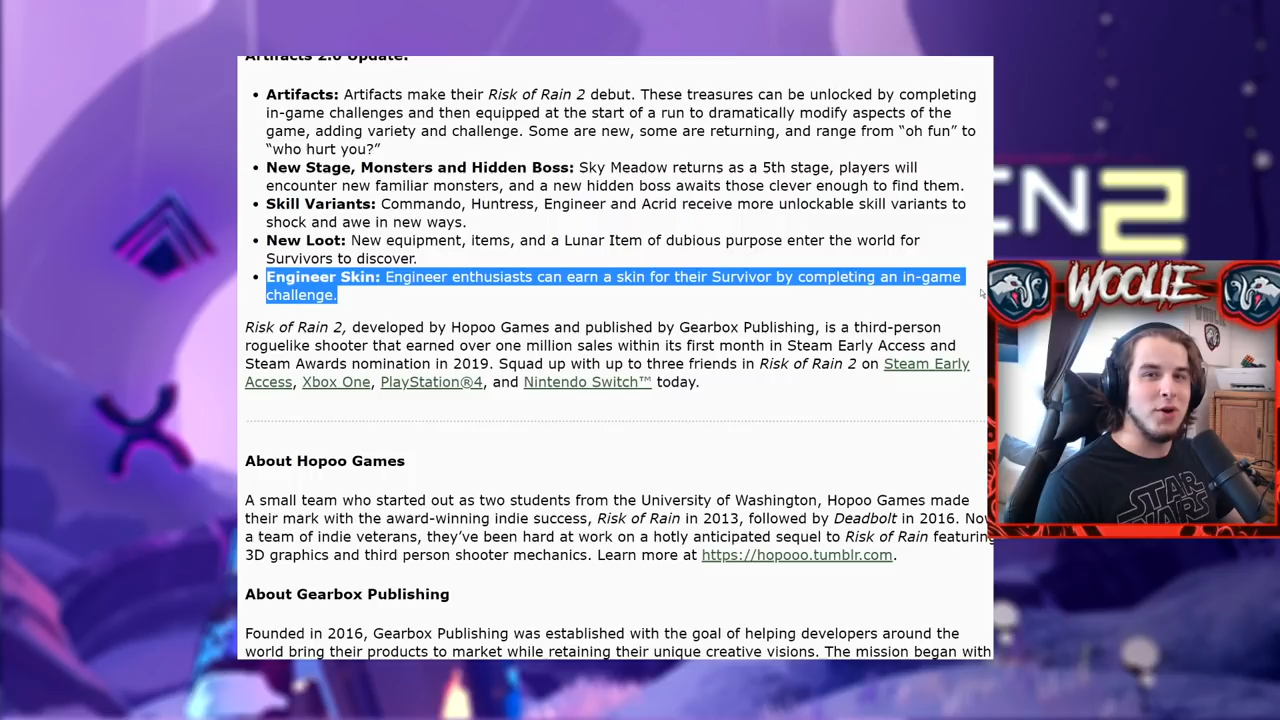 Artifacts 2.0 Update:
• Artifacts: Artifacts make their Risk of Rain 2 debut. These treasures can be unlocked by completing
in-game challenges and then equipped at the start of a run to dramatically modify aspects of the
game, adding variety and challenge. Some are new, some are returning, and range from “oh fun” to
“who hurt you?”
• New Stage, Monsters and Hidden Boss: Sky Meadow returns as a 5th stage, players will
encounter new familiar monsters, and a new hidden boss awaits those clever enough to find them.
• Skill Variants: Commando, Huntress, Engineer and Acrid receive more unlockable skill variants to
shock and awe in new ways.
• New Loot: New equipment, items, and a Lunar Item of dubious purpose enter the world for
Survivors to discover.
• Engineer Skin: Engineer enthusiasts can earn a skin for their Survivor by completing an in-game
challenge.
Risk of Rain 2, developed by Hopoo Games and published by Gearbox Publishing, is a third-person
roguelike shooter that earned over one million sales within its first month in Steam Early Access and
Steam Awards nomination in 2019. Squad up with up to three friends in Risk of Rain 2 on Steam Early
Access, Xbox One, PlayStation®4, and Nintendo Switch™ today.
About Hopoo Games
A small team who started out as two students from the University of Washington, Hopoo Games made
their mark with the award-winning indie success, Risk of Rain in 2013, followed by Deadbolt in 2016. Now
a team of indie veterans, they’ve been hard at work on a hotly anticipated sequel to Risk of Rain featuring
3D graphics and third person shooter mechanics. Learn more at https://hopooo.tumblr.com.
About Gearbox Publishing
Founded in 2016, Gearbox Publishing was established with the goal of helping developers around the
world bring their products to market while retaining their unique creative visions. The mission began with
IN 2
WOOLIE
STAR
WARS